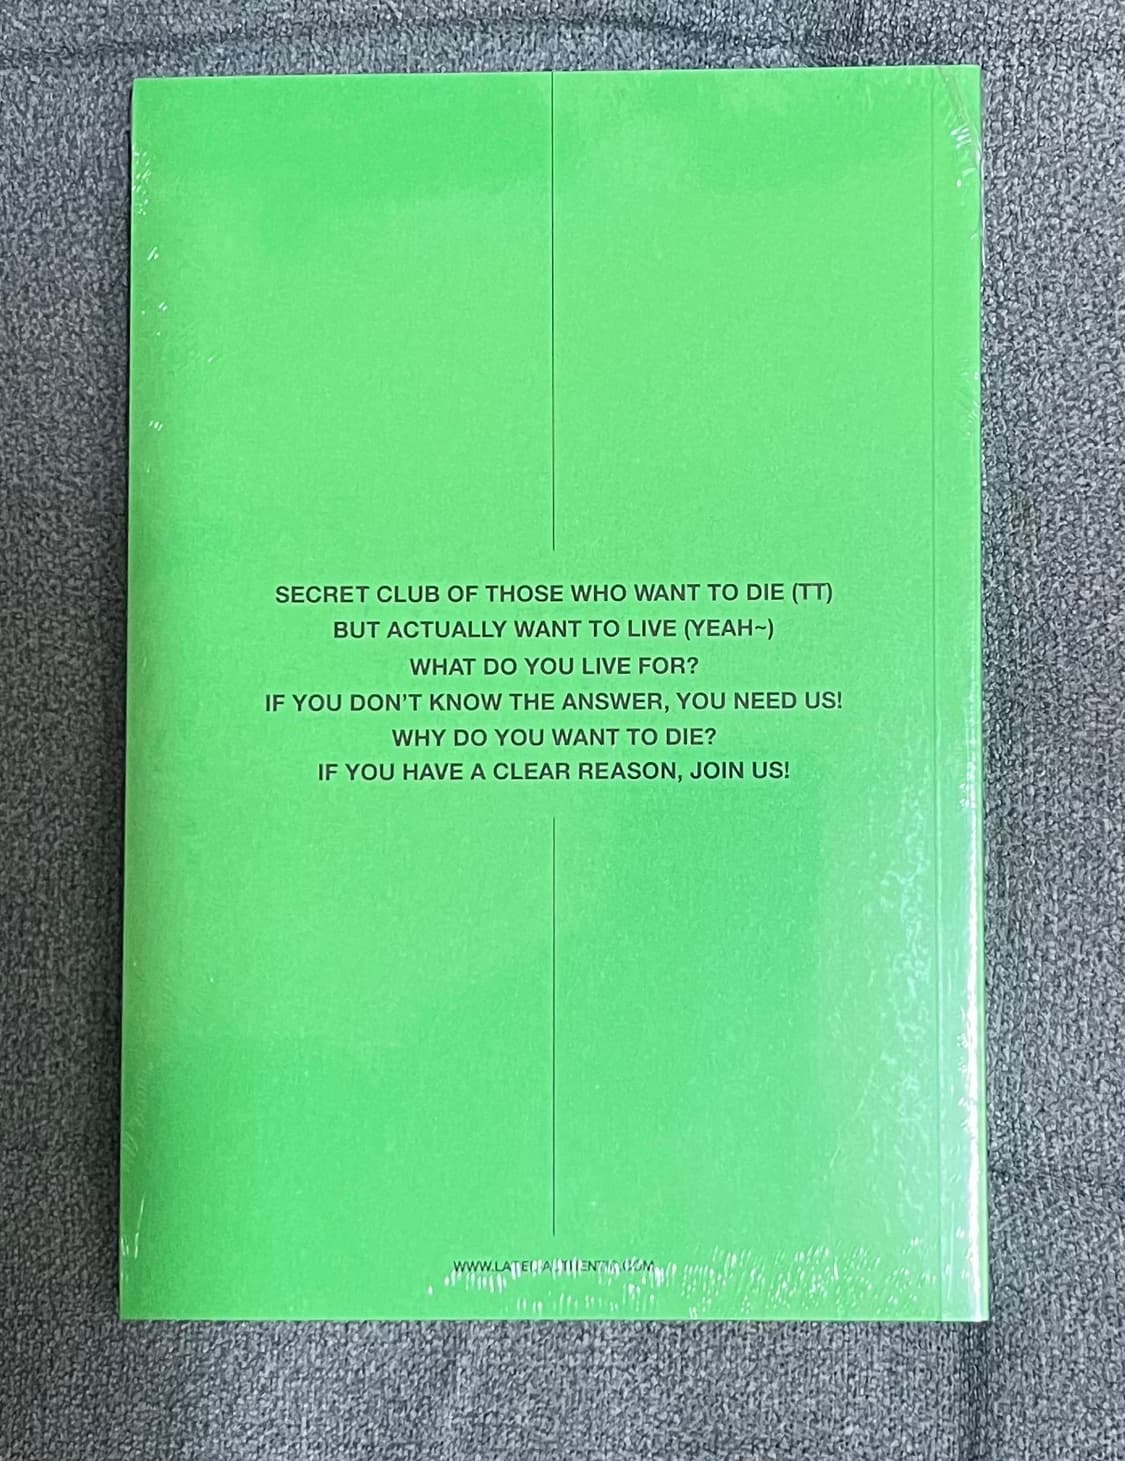 SECRET CLUB OF THOSE WHO WANT TO DIE (TT)
BUT ACTUALLY WANT TO LIVE (YEAH~)
WHAT DO YOU LIVE FOR?
IF YOU DON'T KNOW THE ANSWER, YOU NEED US!
WHY DO YOU WANT TO DIE?
IF YOU HAVE A CLEAR REASON, JOIN US!